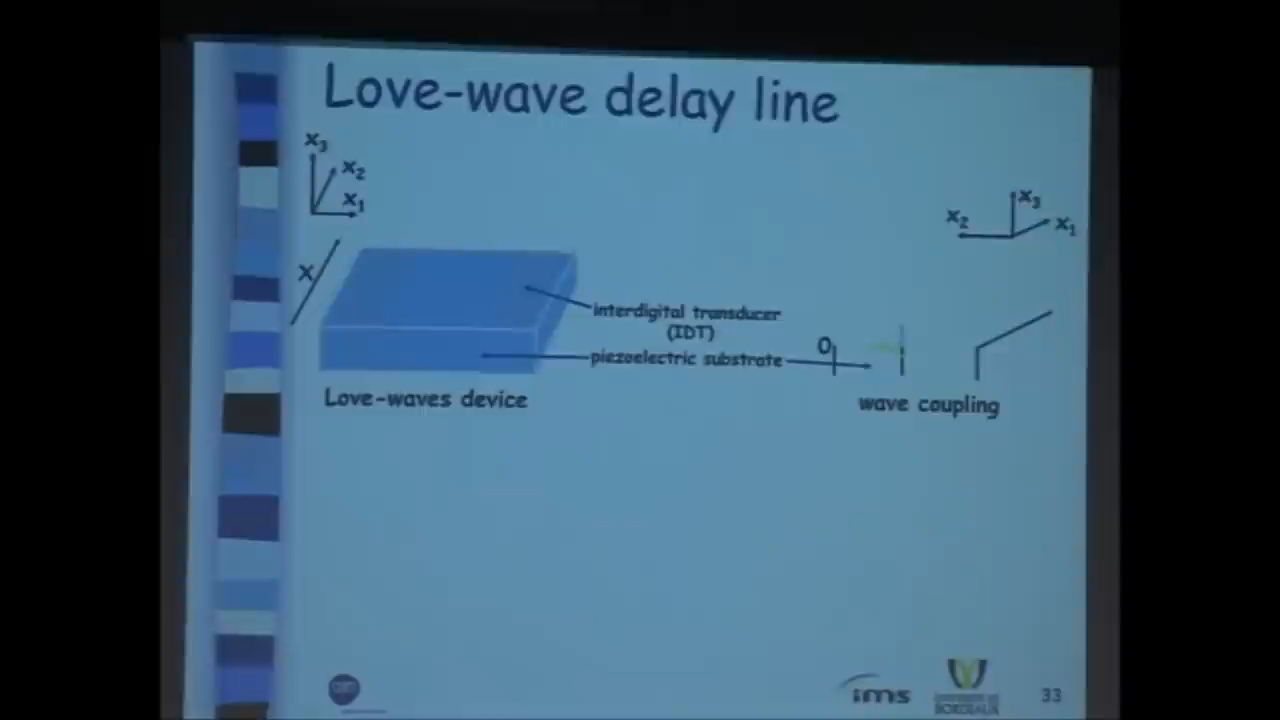 Love-wave delay line
x3
x2
x1
x
interdigital transducer
(IDT)
piezoelectric substrate
Love-waves device
x3
x2
x1
0
wave coupling
ims
BORDEAUX
33